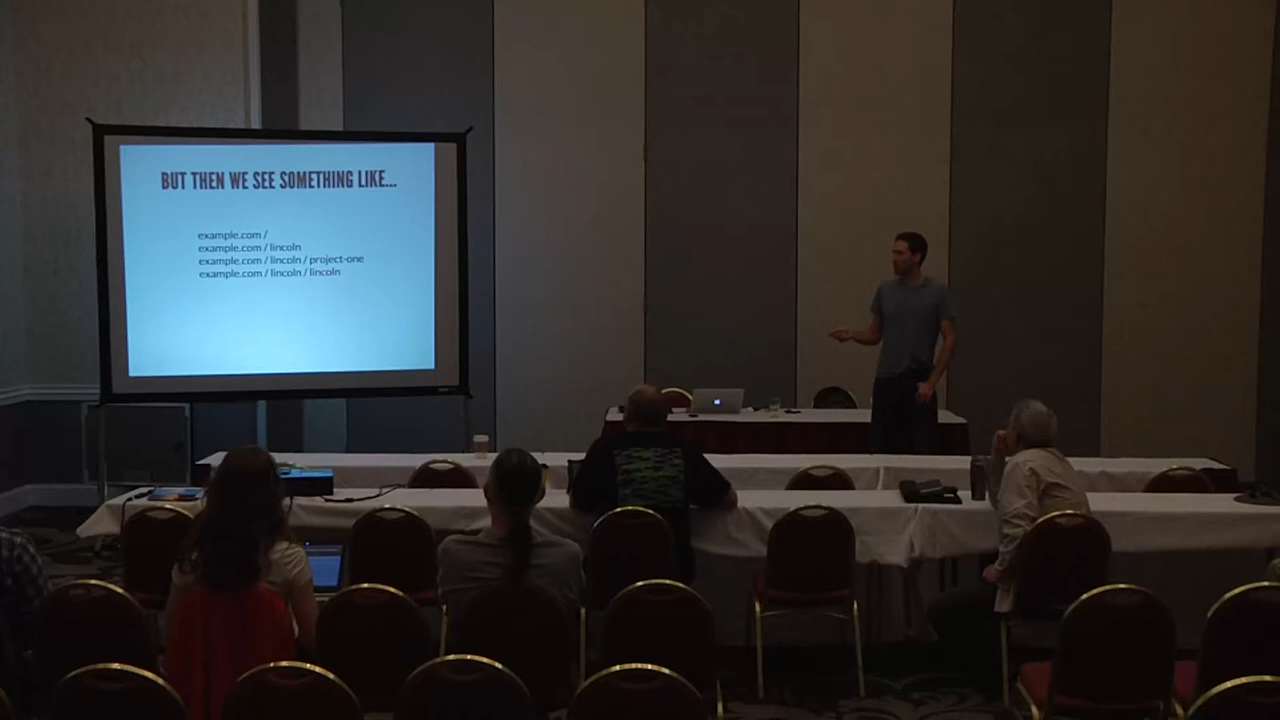 BUT THEN WE SEE SOMETHING LIKE...
example.com /
example.com / lincoln
example.com / lincoln / project-one
example.com / lincoln / lincoln